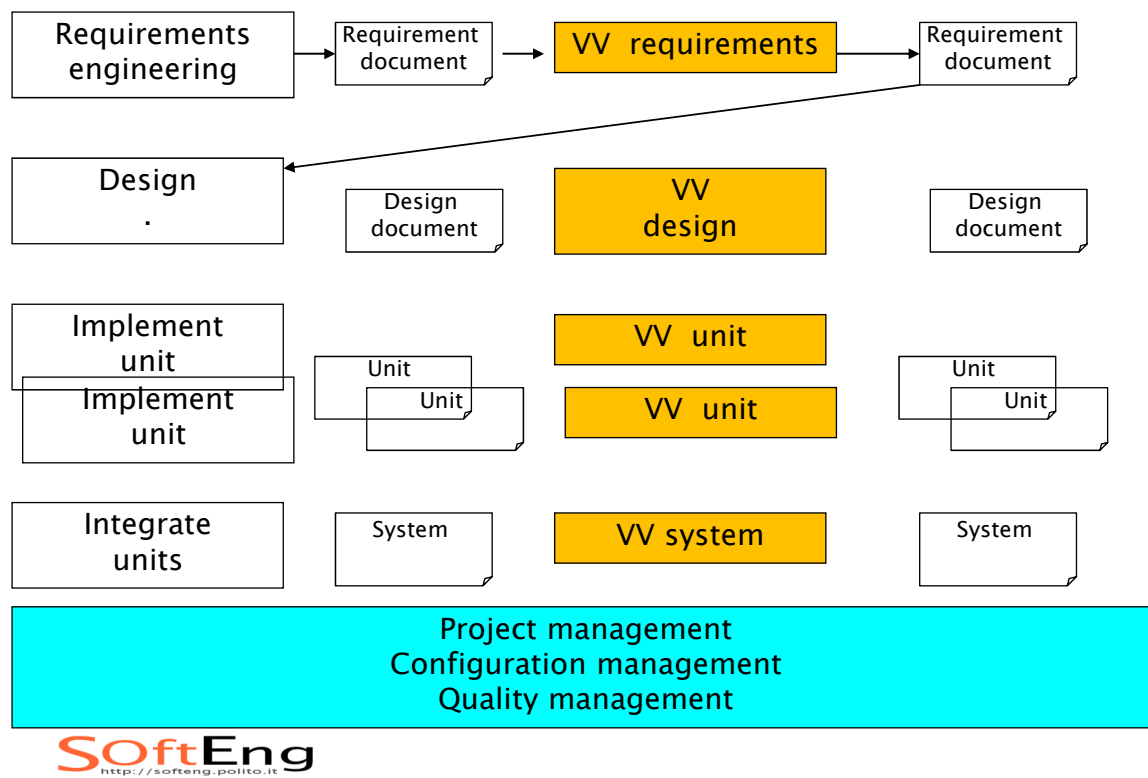 Requirements
engineering
Requirement
document
VV requirements
Requirement
document
Design
.
Design
document
VV
design
Design
document
Implement
unit
Implement
unit
Unit
Unit
VV unit
VV unit
Unit
Unit
Integrate
units
System
VV system
System
Project management
Configuration management
Quality management
SOftEng
http://softeng.polito.it